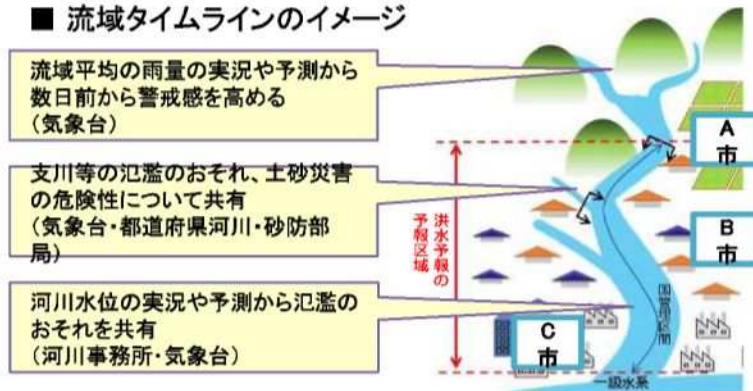 ■ 流域タイムラインのイメージ
流域平均の雨量の実況や予測から
数日前から警戒感を高める
(気象台)
支川等の氾濫のおそれ、土砂災害
の危険性について共有
(気象台・都道府県河川・砂防部
局)
河川水位の実況や予測から氾濫の
おそれを共有
(河川事務所・気象台)
洪水予報の
予報区域
A
市
B
市
C
市
国管理区間
一級水系